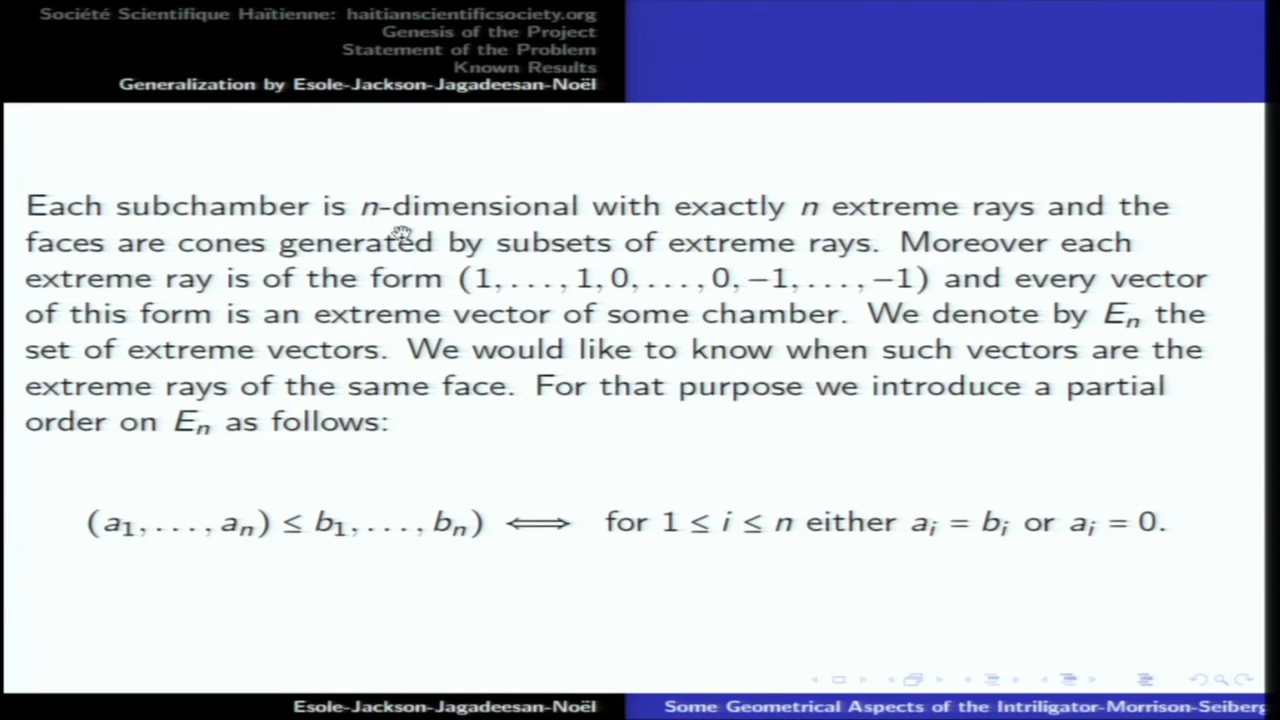 Société Scientifique Haïtienne: haitianscientificsociety.org
Genesis of the Project
Statement of the Problem
Known Results
Generalization by Esole-Jackson-Jagadeesan-Noël
Each subchamber is n-dimensional with exactly n extreme rays and the
faces are cones generated by subsets of extreme rays. Moreover each
extreme ray is of the form (1, . . . , 1, 0, . . . , 0, −1, . . . , −1) and every vector
of this form is an extreme vector of some chamber. We denote by Eₙ the
set of extreme vectors. We would like to know when such vectors are the
extreme rays of the same face. For that purpose we introduce a partial
order on Eₙ as follows:
(a₁, . . . , aₙ) ≤ b₁, . . . , bₙ) ⟺ for 1 ≤ i ≤ n either aᵢ = bᵢ or aᵢ = 0.
Esole-Jackson-Jagadeesan-Noël
Some Geometrical Aspects of the Intriligator-Morrison-Seiberg